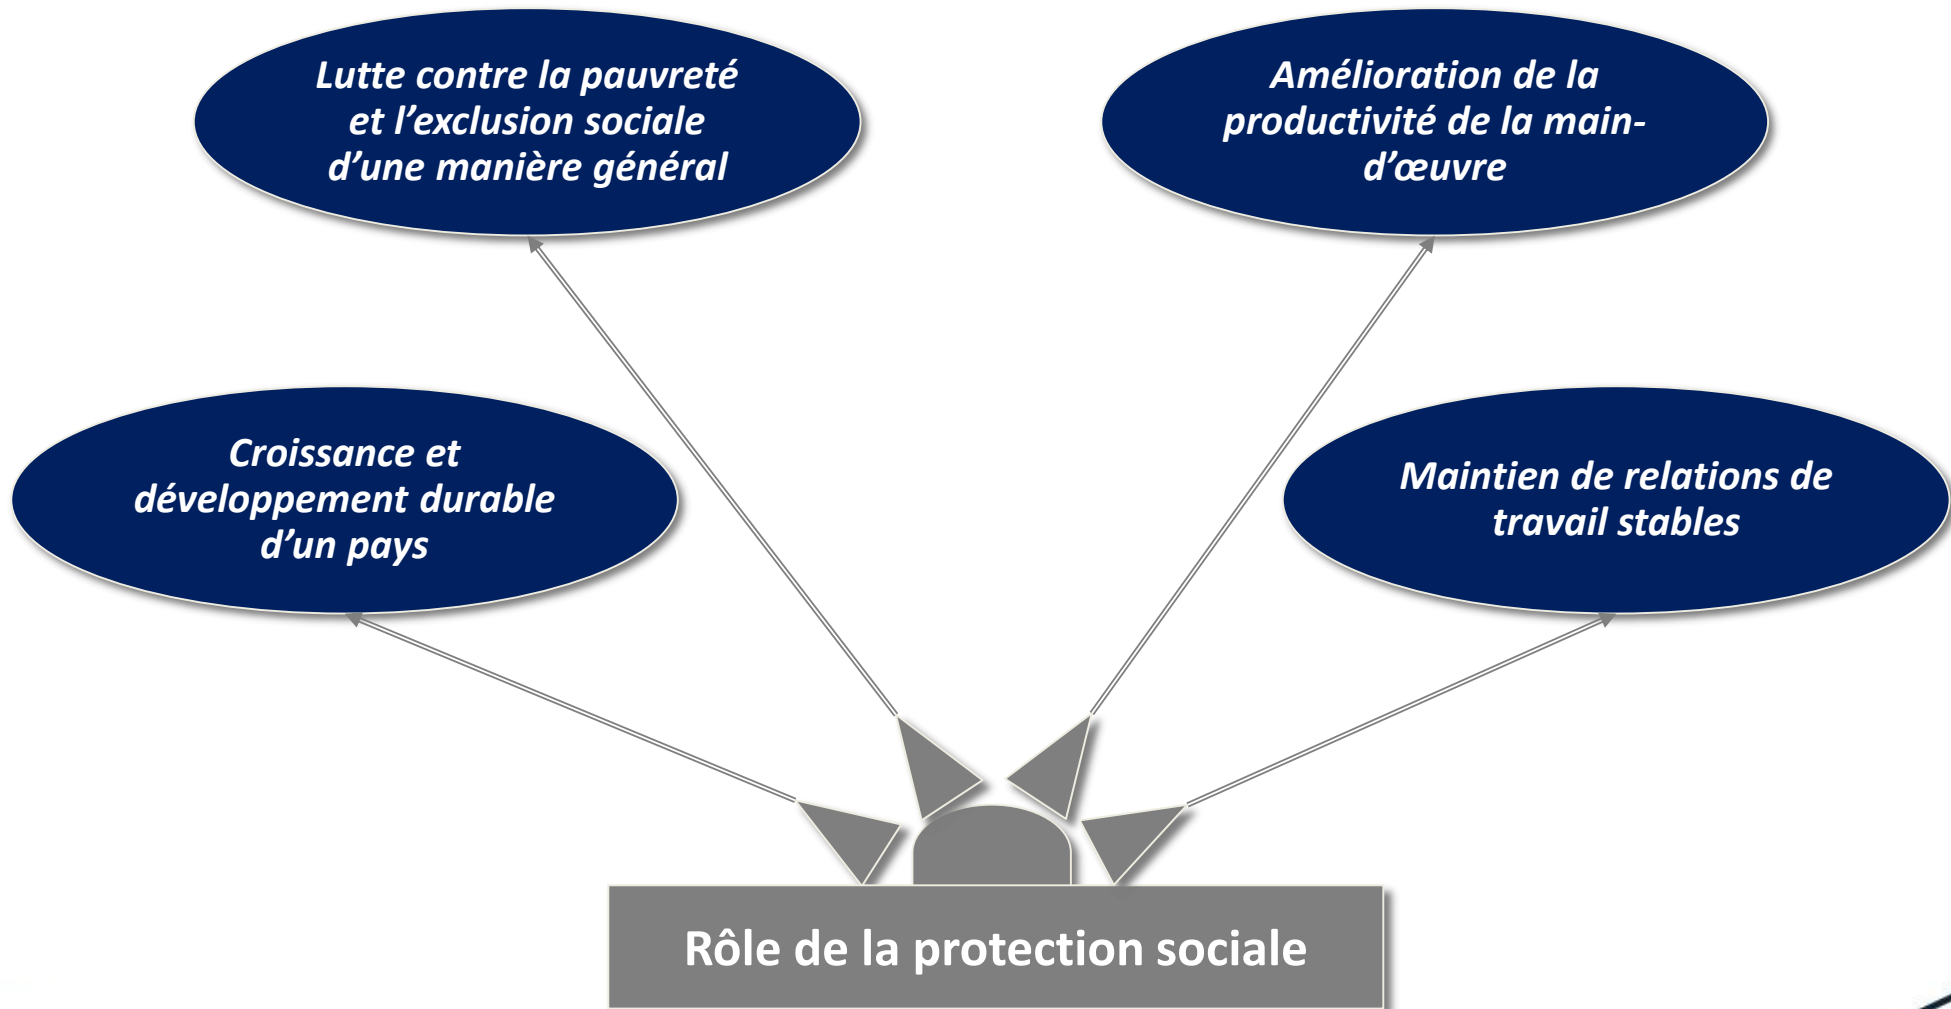 Lutte contre la pauvreté
et l’exclusion sociale
d’une manière général
Amélioration de la
productivité de la main-
d’œuvre
Croissance et
développement durable
d’un pays
Maintien de relations de
travail stables
Rôle de la protection sociale